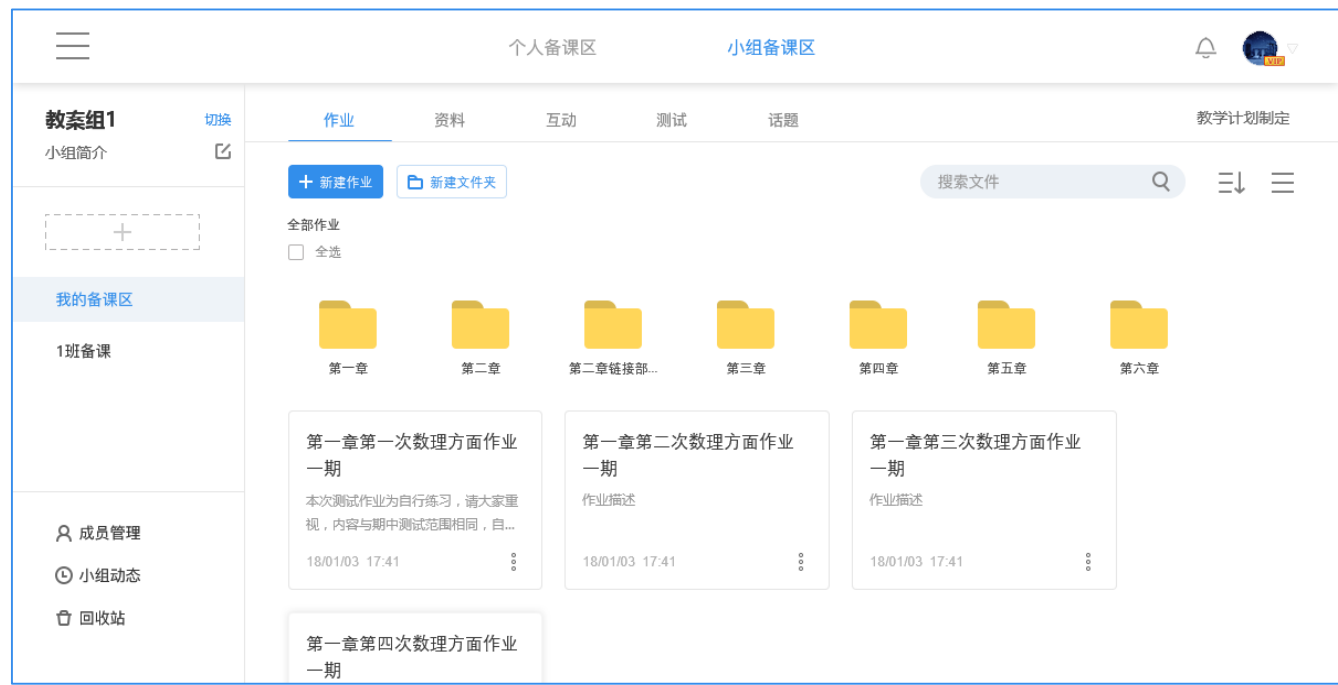 个人备课区
小组备课区
VIP
教案组1
切换
小组简介
我的备课区
1班备课
成员管理
小组动态
回收站
作业
资料
互动
测试
话题
教学计划制定
新建作业
新建文件夹
搜索文件
全部作业
全选
第一章
第二章
第二章链接部...
第三章
第四章
第五章
第六章
第一章第一次数理方面作业
一期
本次测试作业为自行练习，请大家重
视，内容与期中测试范围相同，自...
18/01/03 17:41
第一章第二次数理方面作业
一期
作业描述
18/01/03 17:41
第一章第三次数理方面作业
一期
作业描述
18/01/03 17:41
第一章第四次数理方面作业
一期